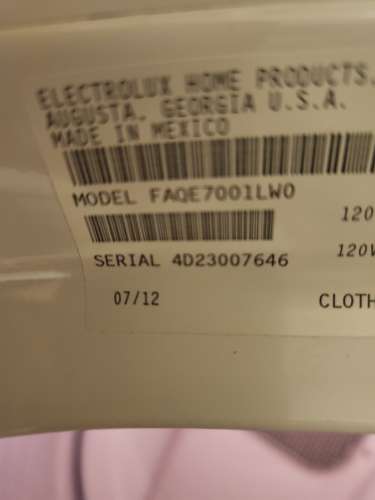 ELECTROLUX HOME PRODUCTS,
AUGUSTA, GEORGIA U.S.A.
MADE IN MEXICO
MODEL FAQE7001LW0
120
SERIAL 4D23007646
120V
07/12
CLOTH